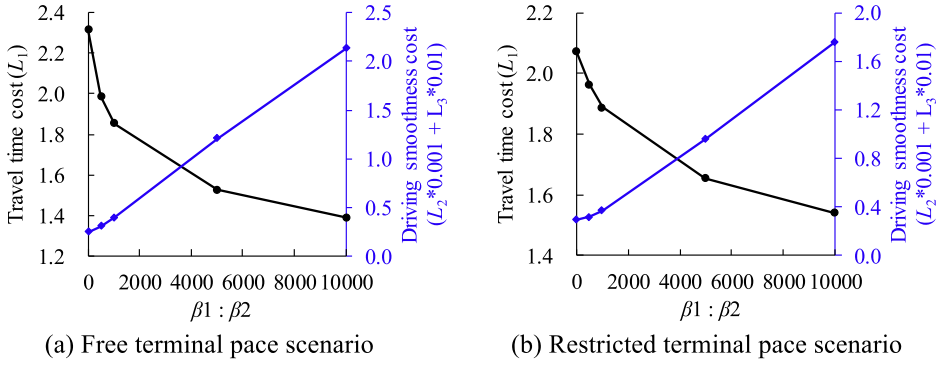 2.4
2.2
2.0
1.8
1.6
1.4
1.2
Travel time cost(L₁)
2.5
2.0
1.5
1.0
0.5
0.0
Driving smoothness cost
(L₂*0.001 + L₃*0.01)
0 2000 4000 6000 8000 10000
β1 : β2
(a) Free terminal pace scenario
2.2
2.0
1.8
1.6
1.4
Travel time cost(L₁)
2.0
1.6
1.2
0.8
0.4
0.0
Driving smoothness cost
(L₂*0.001 + L₃*0.01)
0 2000 4000 6000 8000 10000
β1 : β2
(b) Restricted terminal pace scenario